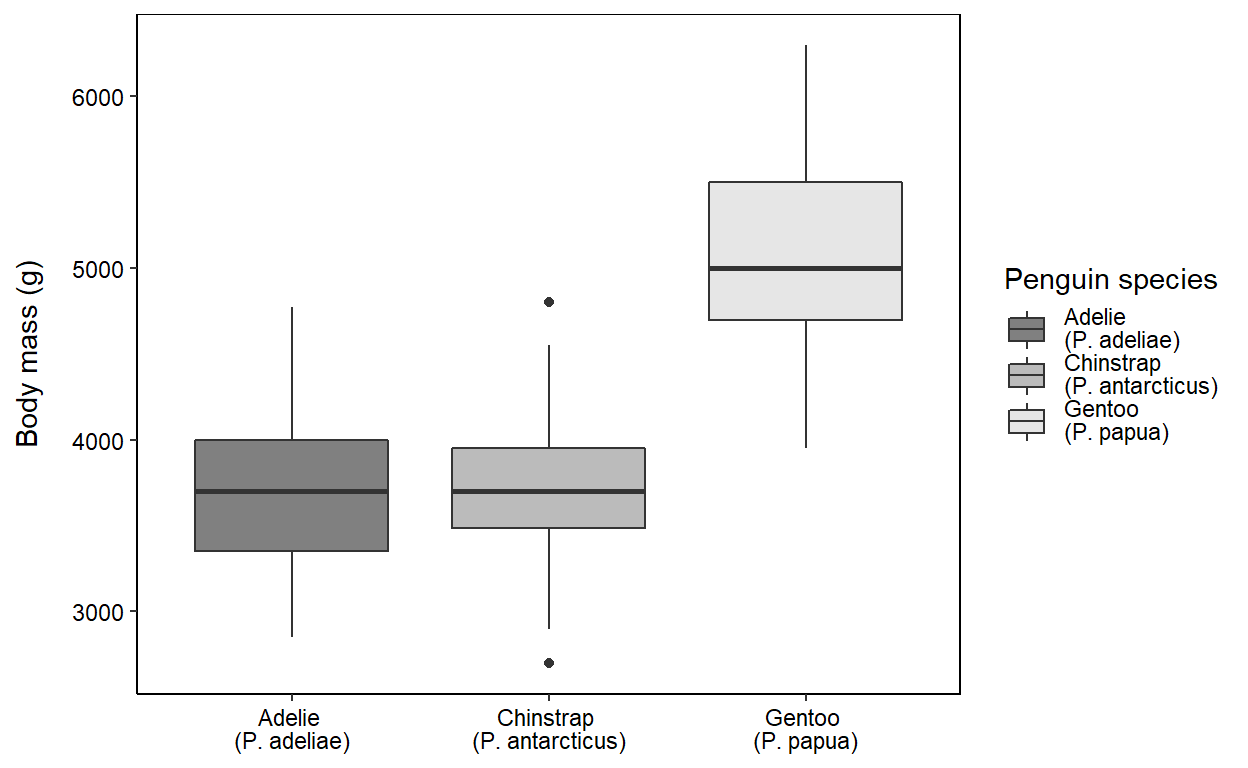 Body mass (g)
6000
5000
4000
3000
Adelie
(P. adeliae)
Chinstrap
(P. antarcticus)
Gentoo
(P. papua)
Penguin species
Adelie
(P. adeliae)
Chinstrap
(P. antarcticus)
Gentoo
(P. papua)